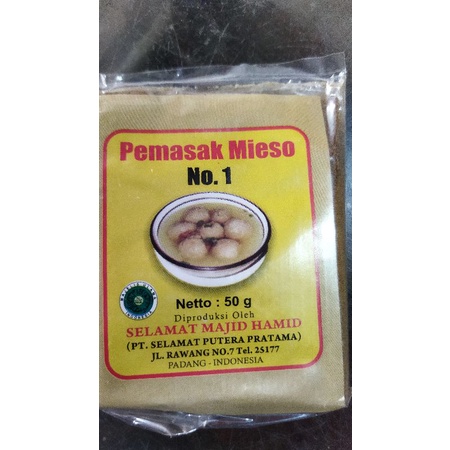 Pemasak Mieso
No. 1
Netto : 50 g
Diproduksi Oleh
SELAMAT MAJID HAMID
(PT. SELAMAT PUTERA PRATAMA)
JL. RAWANG NO.7 Tel. 25177
PADANG - INDONESIA